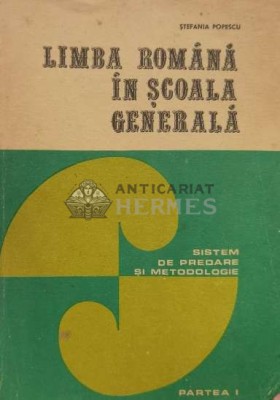 ȘTEFANIA POPESCU
LIMBA ROMÂNĂ
ÎN ȘCOALA
GENERALĂ
ANTICARIAT
HERMES
SISTEM
DE PREDARE
ȘI METODOLOGIE
PARTEA I